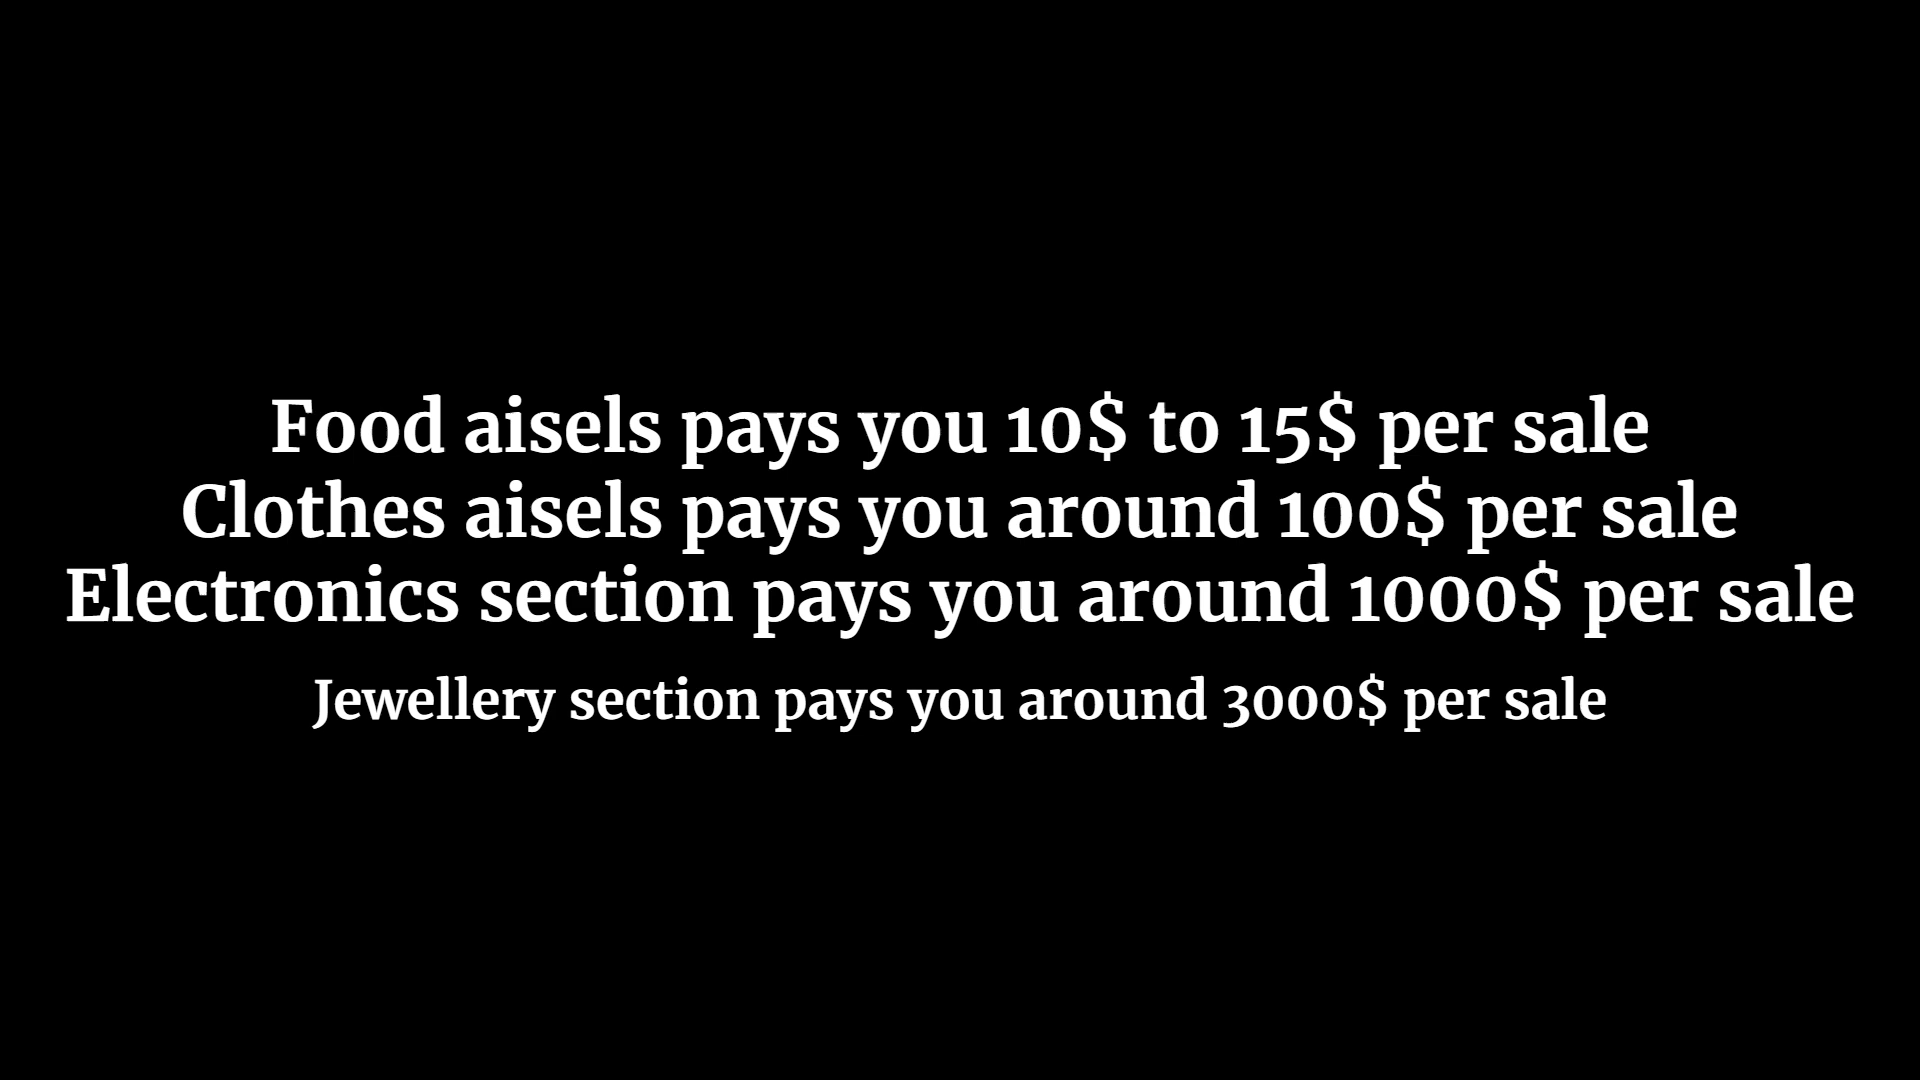 Food aisels pays you 10$ to 15$ per sale
Clothes aisels pays you around 100$ per sale
Electronics section pays you around 1000$ per sale
Jewellery section pays you around 3000$ per sale